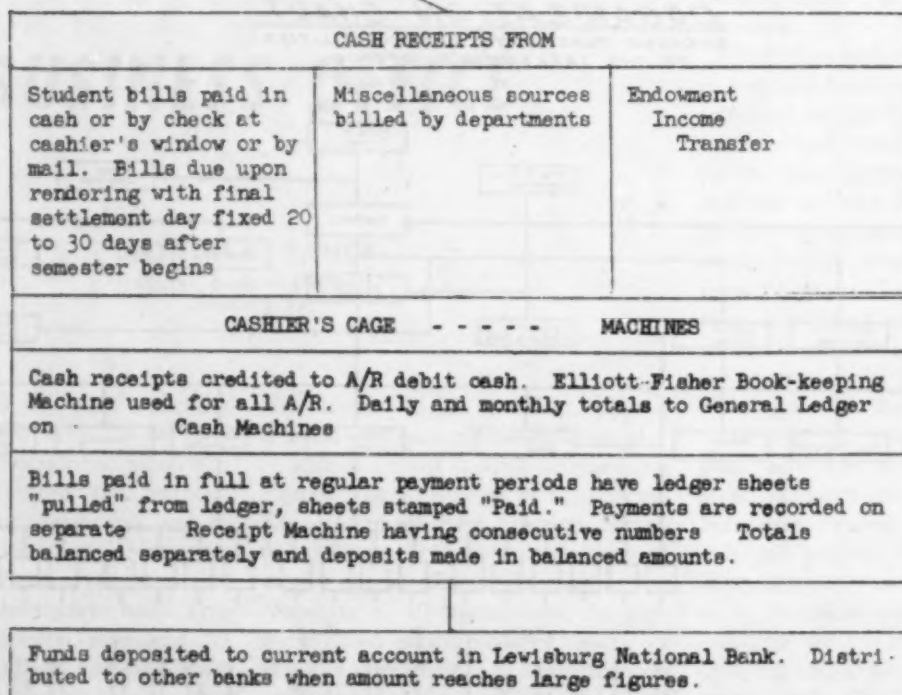 CASH RECEIPTS FROM
Student bills paid in
cash or by check at
cashier's window or by
mail. Bills due upon
rendering with final
settlement day fixed 20
to 30 days after
semester begins
Miscellaneous sources
billed by departments
Endowment
Income
Transfer
CASHIER'S CAGE - - - - - MACHINES
Cash receipts credited to A/R debit cash. Elliott-Fisher Book-keeping
Machine used for all A/R. Daily and monthly totals to General Ledger
on Cash Machines
Bills paid in full at regular payment periods have ledger sheets
"pulled" from ledger, sheets stamped "Paid." Payments are recorded on
separate Receipt Machine having consecutive numbers Totals
balanced separately and deposits made in balanced amounts.
Funds deposited to current account in Lewisburg National Bank. Distri-
buted to other banks when amount reaches large figures.